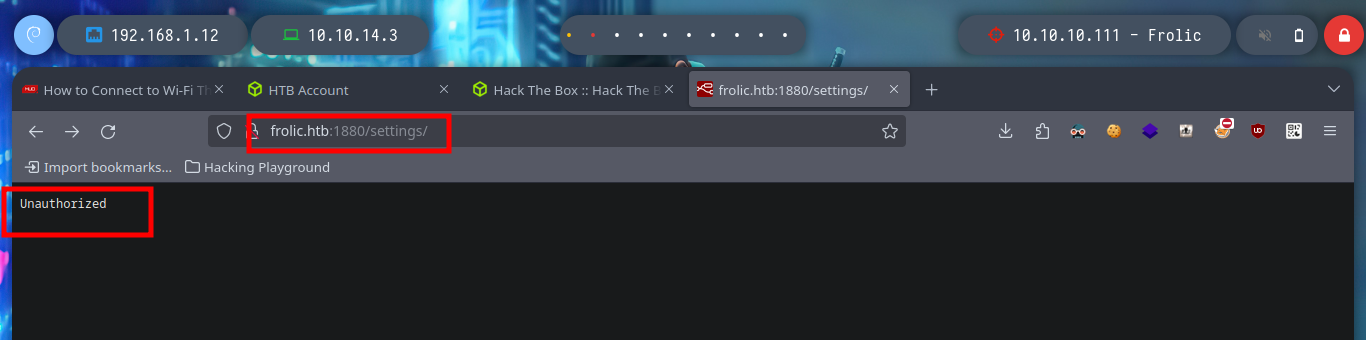 192.168.1.12 10.10.14.3 10.10.10.111 - Frolic
HTB How to Connect to Wi-Fi Th HTB Account Hack The Box :: Hack The B frolic.htb:1880/settings/
frolic.htb:1880/settings/
Import bookmarks... Hacking Playground
Unauthorized